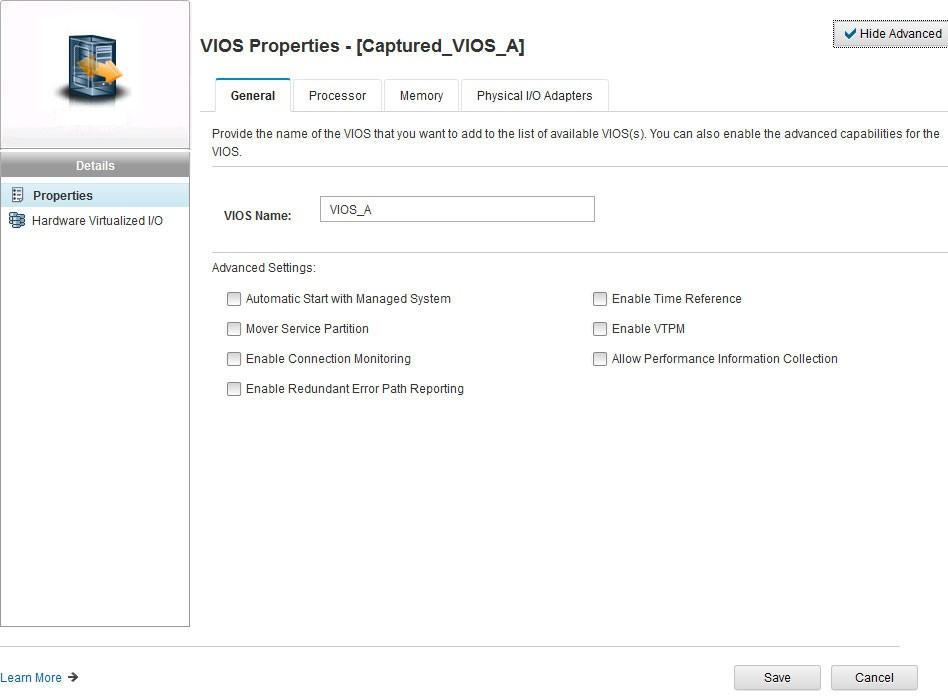 VIOS Properties - [Captured_VIOS_A]
Hide Advanced
General
Processor
Memory
Physical I/O Adapters
Provide the name of the VIOS that you want to add to the list of available VIOS(s). You can also enable the advanced capabilities for the
VIOS.
Details
Properties
Hardware Virtualized I/O
VIOS Name:
VIOS_A
Advanced Settings:
Automatic Start with Managed System
Enable Time Reference
Mover Service Partition
Enable VTPM
Enable Connection Monitoring
Allow Performance Information Collection
Enable Redundant Error Path Reporting
Learn More
Save
Cancel